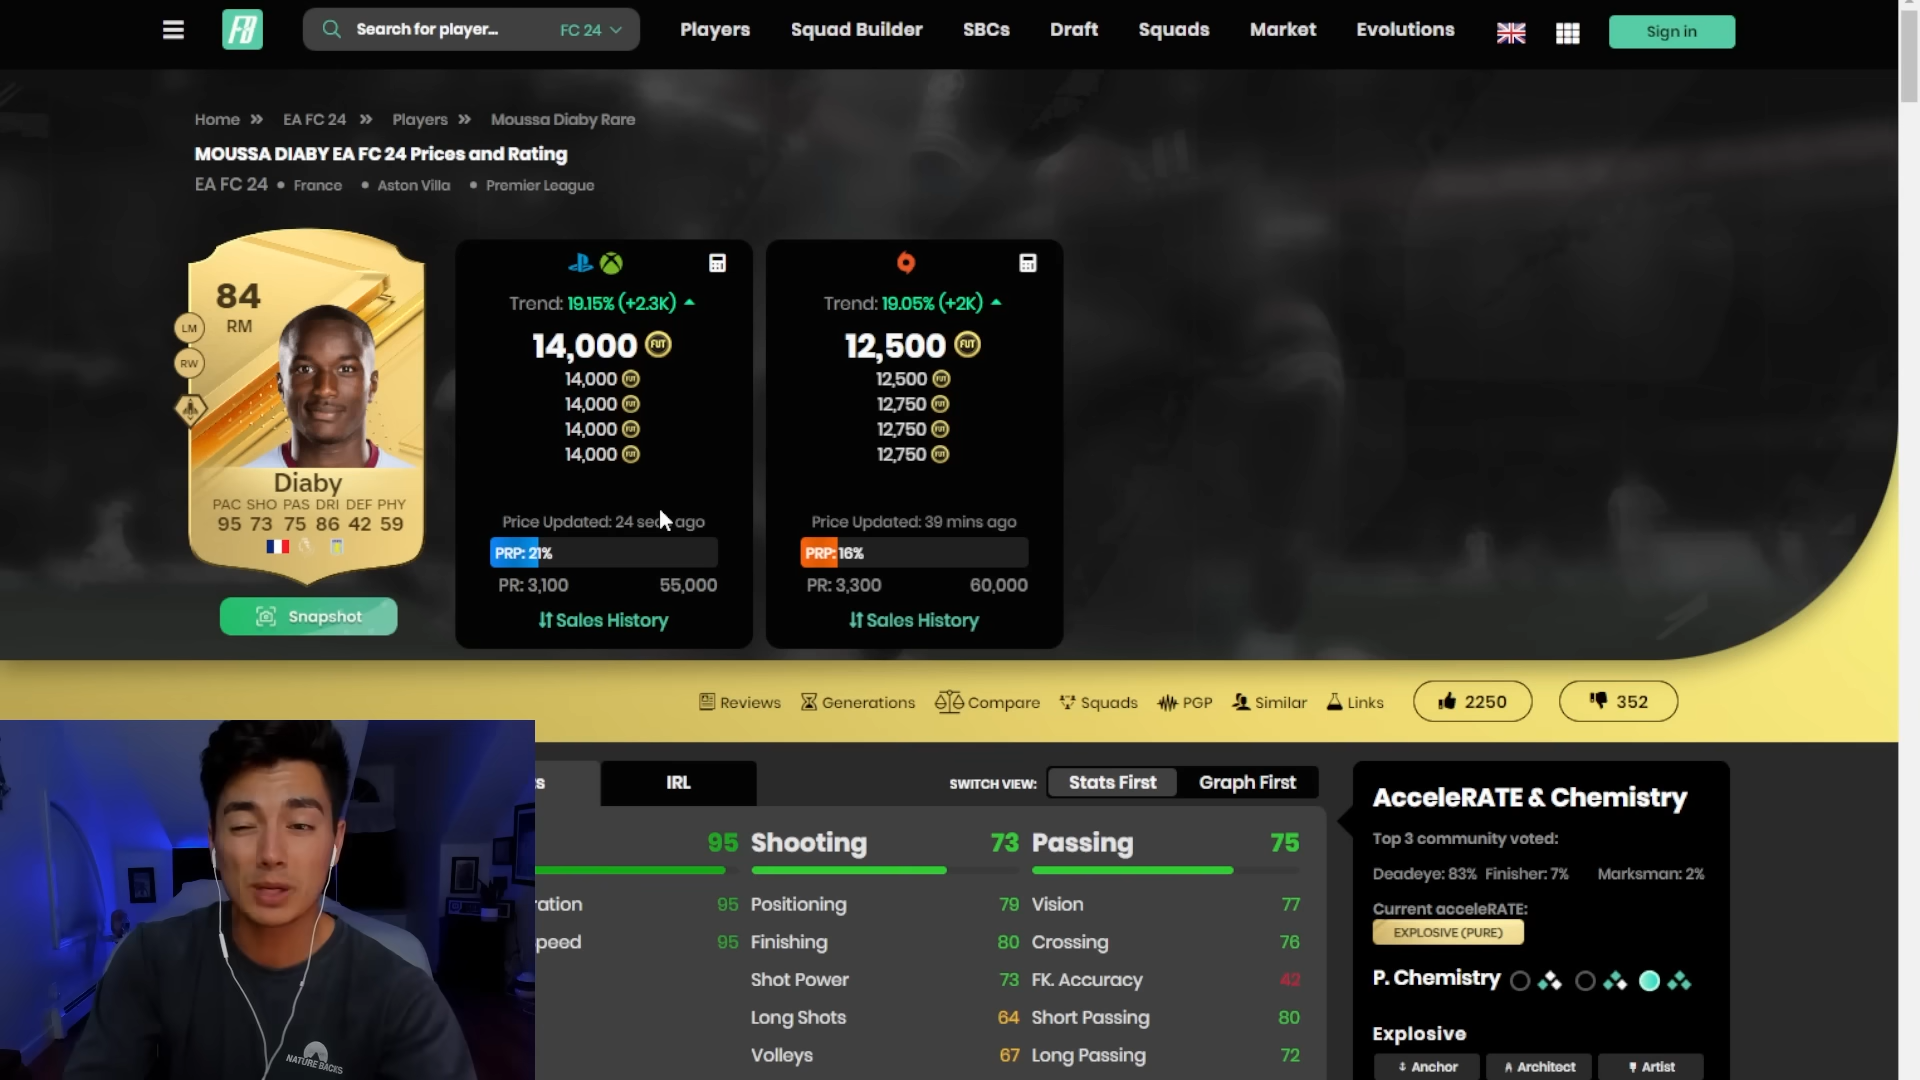 Search for player...
FC 24
Players
Squad Builder
SBCs
Draft
Squads
Market
Evolutions
Sign in
Home » EA FC 24 » Players » Moussa Diaby Rare
MOUSSA DIABY EA FC 24 Prices and Rating
EA FC 24 • France • Aston Villa • Premier League
84
RM
LM
RW
Diaby
PAC SHO PAS DRI DEF PHY
95 73 75 86 42 59
Snapshot
Trend: 19.15% (+2.3K)
14,000
14,000
14,000
14,000
14,000
Price Updated: 24 sec ago
PRP: 21%
PR: 3,100 55,000
Sales History
Trend: 19.05% (+2K)
12,500
12,500
12,750
12,750
12,750
Price Updated: 39 mins ago
PRP: 16%
PR: 3,300 60,000
Sales History
Reviews
Generations
Compare
Squads
PGP
Similar
Links
2250
352
s
IRL
SWITCH VIEW:
Stats First
Graph First
95
ration 95
peed 95
Shooting 73
Positioning 79
Finishing 80
Shot Power 73
Long Shots 64
Volleys 67
Passing 75
Vision 77
Crossing 76
FK. Accuracy 42
Short Passing 80
Long Passing 72
AcceleRATE & Chemistry
Top 3 community voted:
Deadeye: 83% Finisher: 7% Marksman: 2%
Current acceleRATE:
EXPLOSIVE (PURE)
P. Chemistry
Explosive
Anchor
Architect
Artist
NATURE BACKS